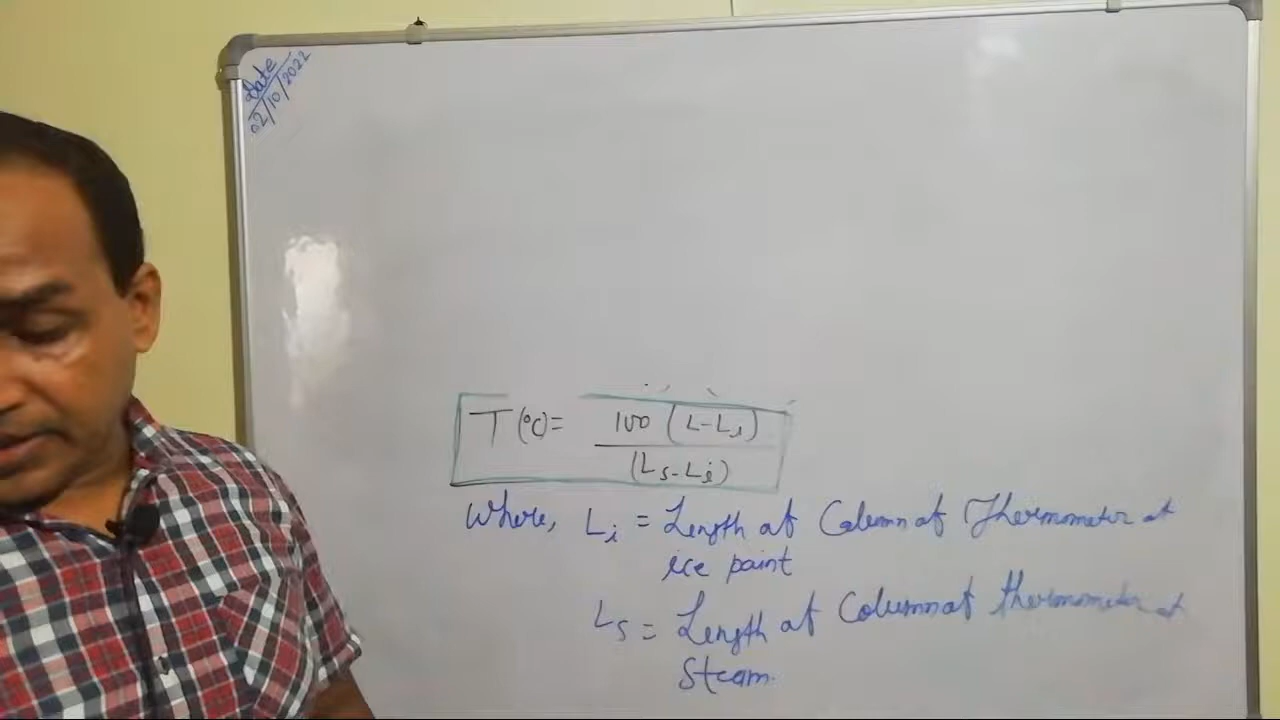 Date
02/10/2022
T(°C) = 100 (L-Li)
(Ls-Li)
Where, Li = Length of Column of Thermometer at
ice point
Ls = Length of Column of thermometer at
Steam.